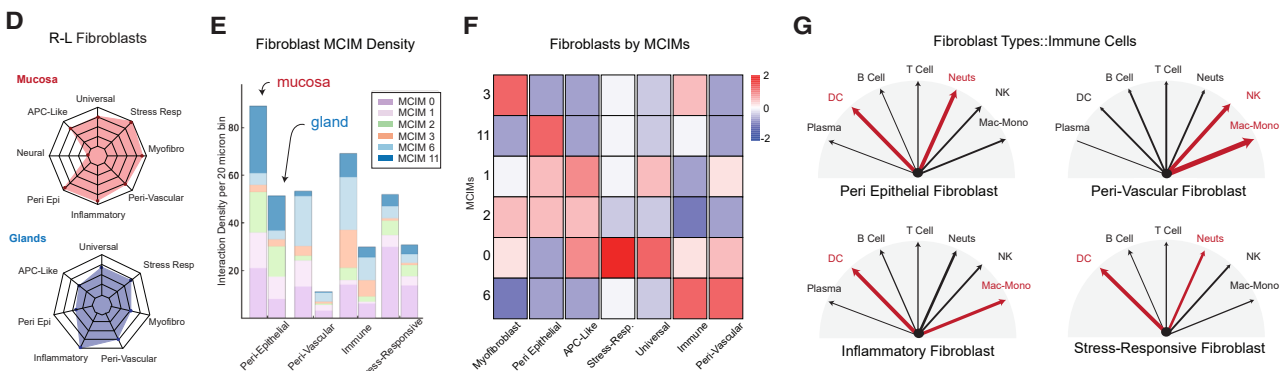 D
R-L Fibroblasts
Mucosa
Universal
APC-Like
Stress Resp
Neural
Myofibro
Peri Epi
Peri-Vascular
Inflammatory
Glands
Universal
APC-Like
Stress Resp
Peri Epi
Myofibro
Inflammatory
Peri-Vascular
E
Fibroblast MCIM Density
mucosa
gland
MCIM 0
MCIM 1
MCIM 2
MCIM 3
MCIM 6
MCIM 11
Interaction Density per 20 micron bin
80
60
40
20
Peri-Epithelial
Peri-Vascular
Immune
Stress-Responsive
F
Fibroblasts by MCIMs
MCIMs
3
11
1
2
0
6
2
1
0
-2
Myofibroblast
Peri Epithelial
APC-Like
Stress-Resp.
Universal
Immune
Peri-Vascular
G
Fibroblast Types::Immune Cells
Plasma
DC
B Cell
T Cell
Neuts
NK
Mac-Mono
Peri Epithelial Fibroblast
Plasma
DC
B Cell
T Cell
Neuts
NK
Mac-Mono
Peri-Vascular Fibroblast
Plasma
DC
B Cell
T Cell
Neuts
NK
Mac-Mono
Inflammatory Fibroblast
Plasma
DC
B Cell
T Cell
Neuts
NK
Mac-Mono
Stress-Responsive Fibroblast